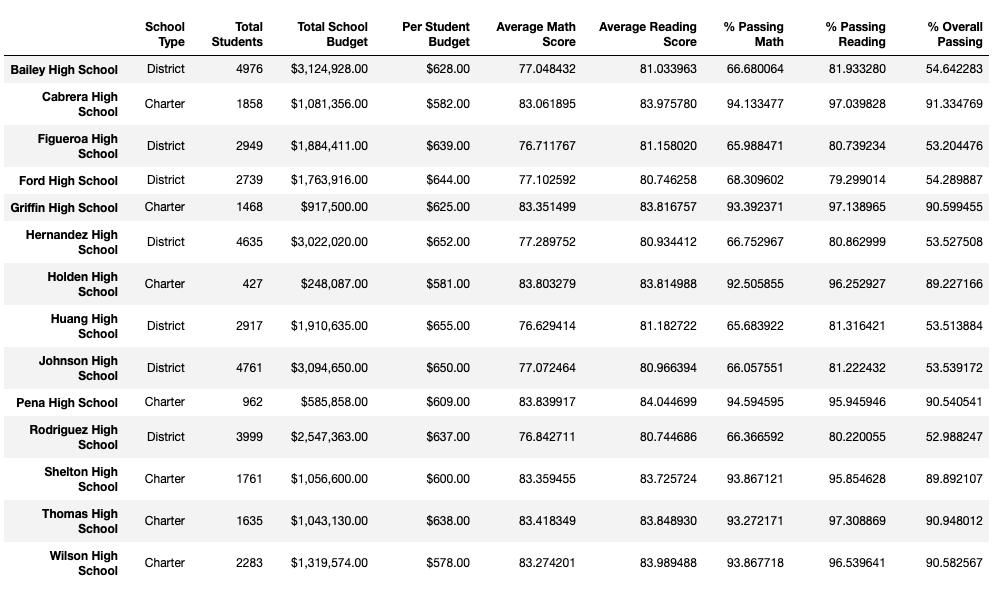 School Type Total Students Total School Budget Per Student Budget Average Math Score Average Reading Score % Passing Math % Passing Reading % Overall Passing
Bailey High School District 4976 $3,124,928.00 $628.00 77.048432 81.033963 66.680064 81.933280 54.642283
Cabrera High School Charter 1858 $1,081,356.00 $582.00 83.061895 83.975780 94.133477 97.039828 91.334769
Figueroa High School District 2949 $1,884,411.00 $639.00 76.711767 81.158020 65.988471 80.739234 53.204476
Ford High School District 2739 $1,763,916.00 $644.00 77.102592 80.746258 68.309602 79.299014 54.289887
Griffin High School Charter 1468 $917,500.00 $625.00 83.351499 83.816757 93.392371 97.138965 90.599455
Hernandez High School District 4635 $3,022,020.00 $652.00 77.289752 80.934412 66.752967 80.862999 53.527508
Holden High School Charter 427 $248,087.00 $581.00 83.803279 83.814988 92.505855 96.252927 89.227166
Huang High School District 2917 $1,910,635.00 $655.00 76.629414 81.182722 65.683922 81.316421 53.513884
Johnson High School District 4761 $3,094,650.00 $650.00 77.072464 80.966394 66.057551 81.222432 53.539172
Pena High School Charter 962 $585,858.00 $609.00 83.839917 84.044699 94.594595 95.945946 90.540541
Rodriguez High School District 3999 $2,547,363.00 $637.00 76.842711 80.744686 66.366592 80.220055 52.988247
Shelton High School Charter 1761 $1,056,600.00 $600.00 83.359455 83.725724 93.867121 95.854628 89.892107
Thomas High School Charter 1635 $1,043,130.00 $638.00 83.418349 83.848930 93.272171 97.308869 90.948012
Wilson High School Charter 2283 $1,319,574.00 $578.00 83.274201 83.989488 93.867718 96.539641 90.582567